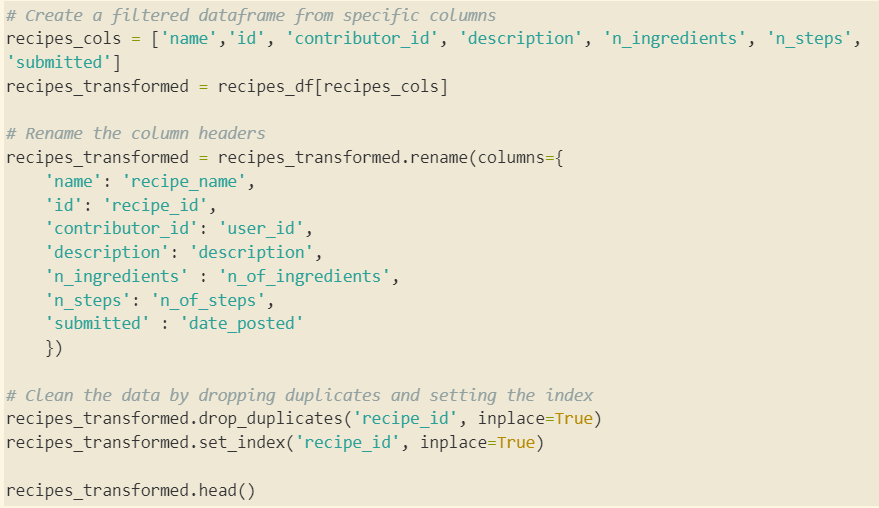 # Create a filtered dataframe from specific columns
recipes_cols = ['name','id', 'contributor_id', 'description', 'n_ingredients', 'n_steps',
'submitted']
recipes_transformed = recipes_df[recipes_cols]

# Rename the column headers
recipes_transformed = recipes_transformed.rename(columns={
    'name': 'recipe_name',
    'id': 'recipe_id',
    'contributor_id': 'user_id',
    'description': 'description',
    'n_ingredients' : 'n_of_ingredients',
    'n_steps': 'n_of_steps',
    'submitted' : 'date_posted'
    })

# Clean the data by dropping duplicates and setting the index
recipes_transformed.drop_duplicates('recipe_id', inplace=True)
recipes_transformed.set_index('recipe_id', inplace=True)

recipes_transformed.head()